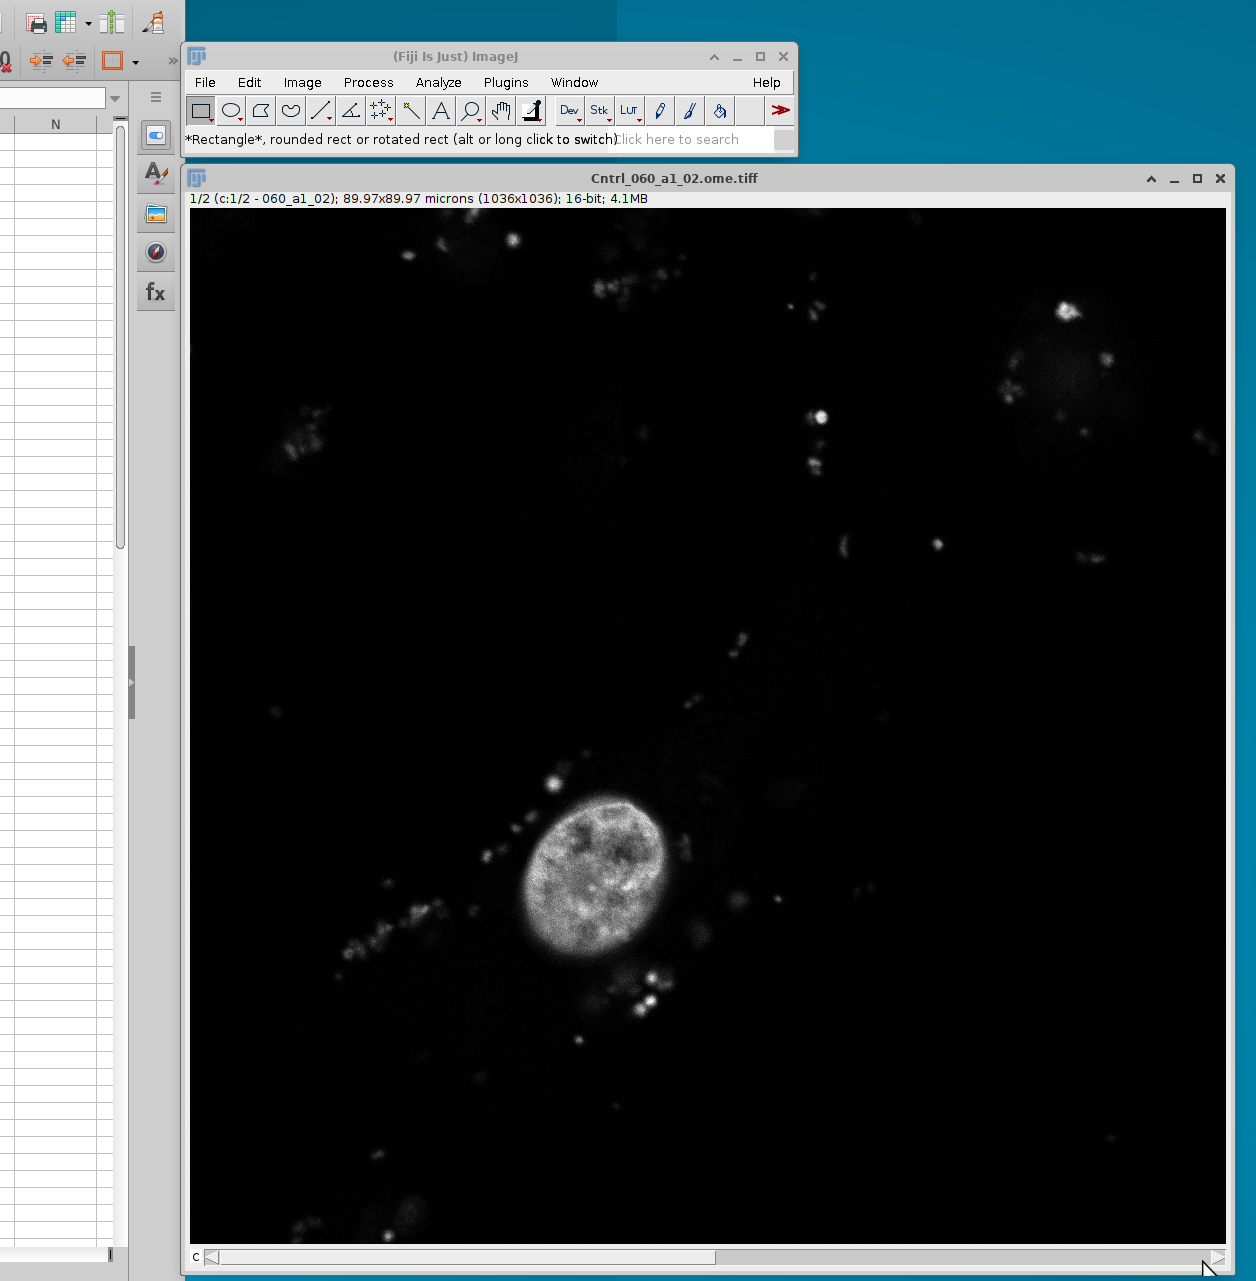 (Fiji Is Just) ImageJ
File Edit Image Process Analyze Plugins Window Help
Dev Stk LUT
*Rectangle*, rounded rect or rotated rect (alt or long click to switch)
Click here to search
N
fx
Cntrl_060_a1_02.ome.tiff
1/2 (c:1/2 - 060_a1_02); 89.97x89.97 microns (1036x1036); 16-bit; 4.1MB
C